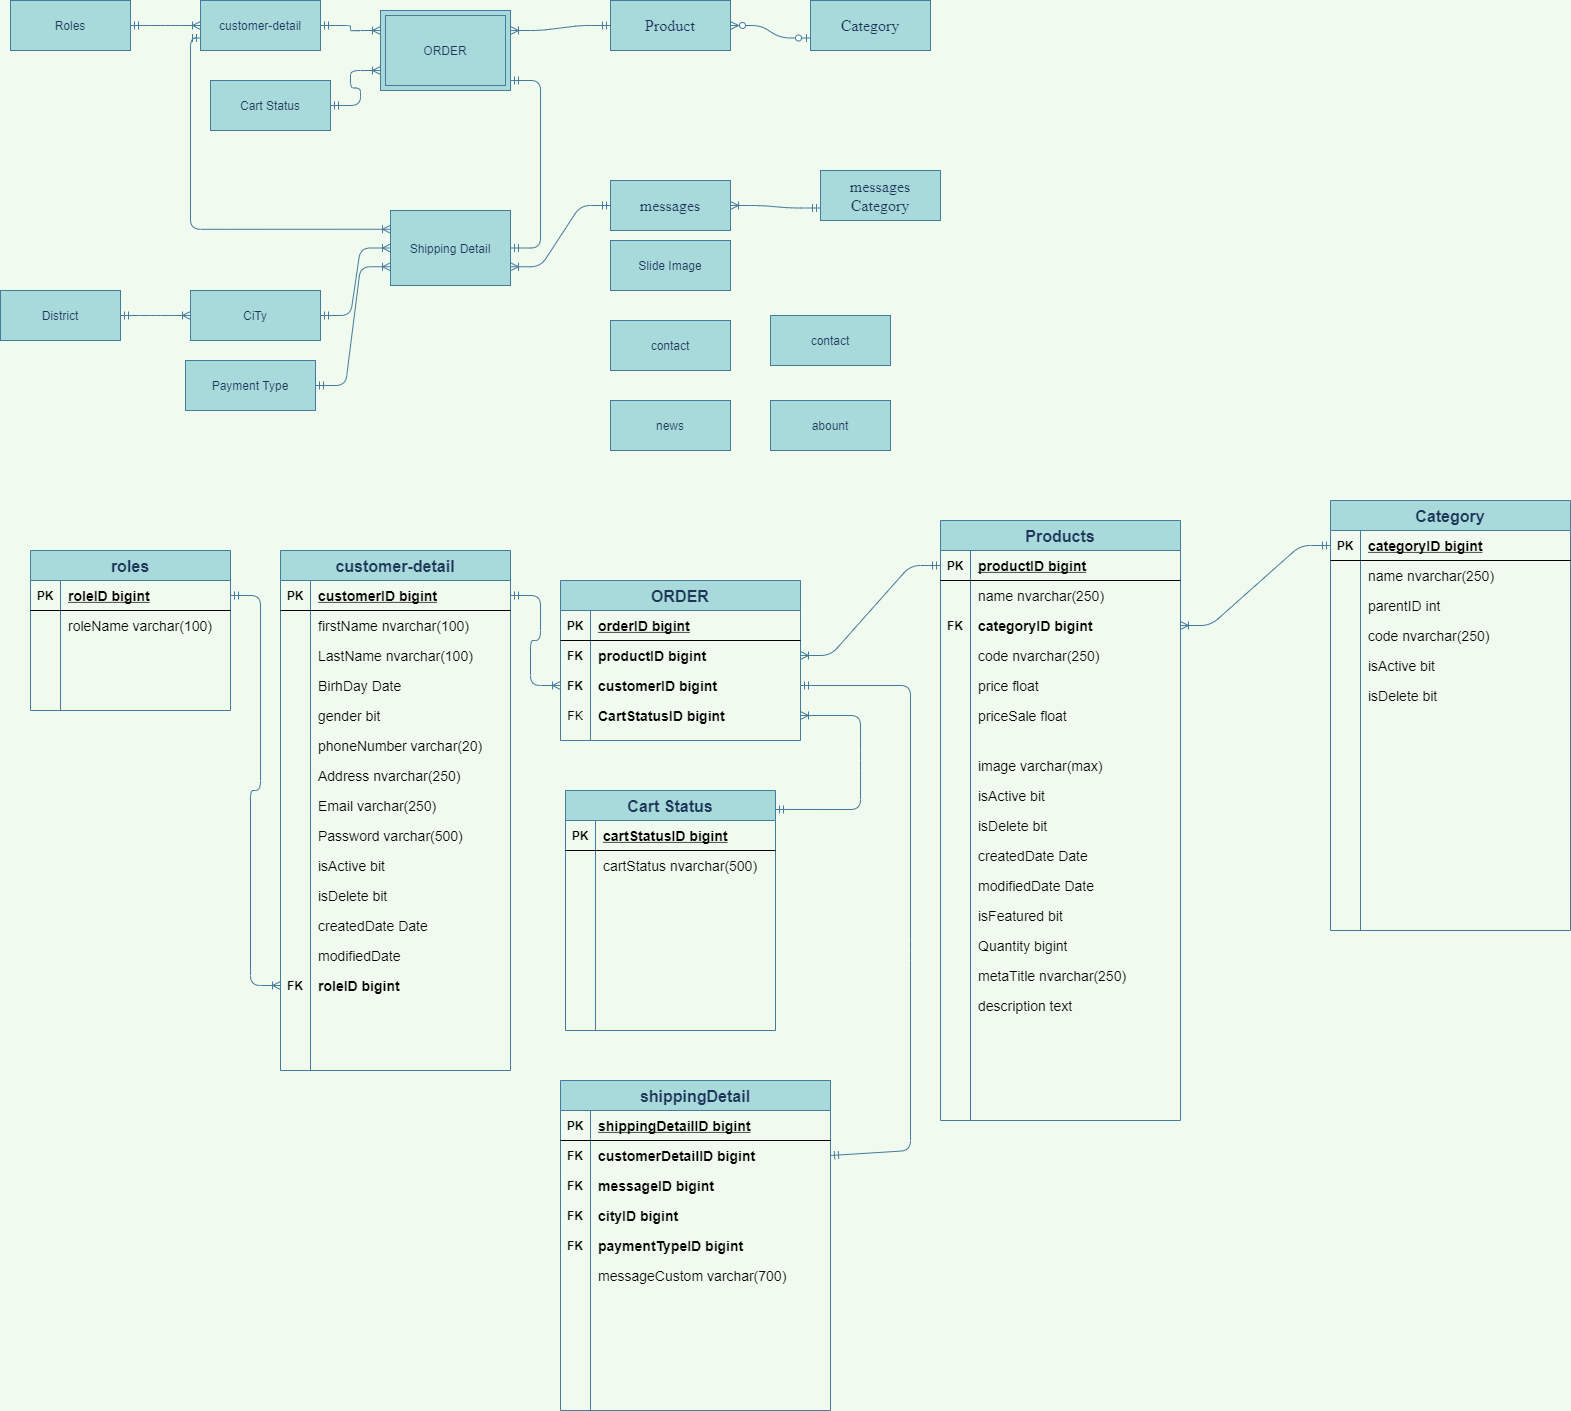 Roles
customer-detail
ORDER
Product
Category
Cart Status
messages
messages
Category
Shipping Detail
Slide Image
District
CiTy
contact
contact
Payment Type
news
abount
roles
PK roleID bigint
roleName varchar(100)
customer-detail
PK customerID bigint
firstName nvarchar(100)
LastName nvarchar(100)
BirhDay Date
gender bit
phoneNumber varchar(20)
Address nvarchar(250)
Email varchar(250)
Password varchar(500)
isActive bit
isDelete bit
createdDate Date
modifiedDate
FK roleID bigint
ORDER
PK orderID bigint
FK productID bigint
FK customerID bigint
FK CartStatusID bigint
Cart Status
PK cartStatusID bigint
cartStatus nvarchar(500)
shippingDetail
PK shippingDetailID bigint
FK customerDetailID bigint
FK messageID bigint
FK cityID bigint
FK paymentTypeID bigint
messageCustom varchar(700)
Products
PK productID bigint
name nvarchar(250)
FK categoryID bigint
code nvarchar(250)
price float
priceSale float
image varchar(max)
isActive bit
isDelete bit
createdDate Date
modifiedDate Date
isFeatured bit
Quantity bigint
metaTitle nvarchar(250)
description text
Category
PK categoryID bigint
name nvarchar(250)
parentID int
code nvarchar(250)
isActive bit
isDelete bit